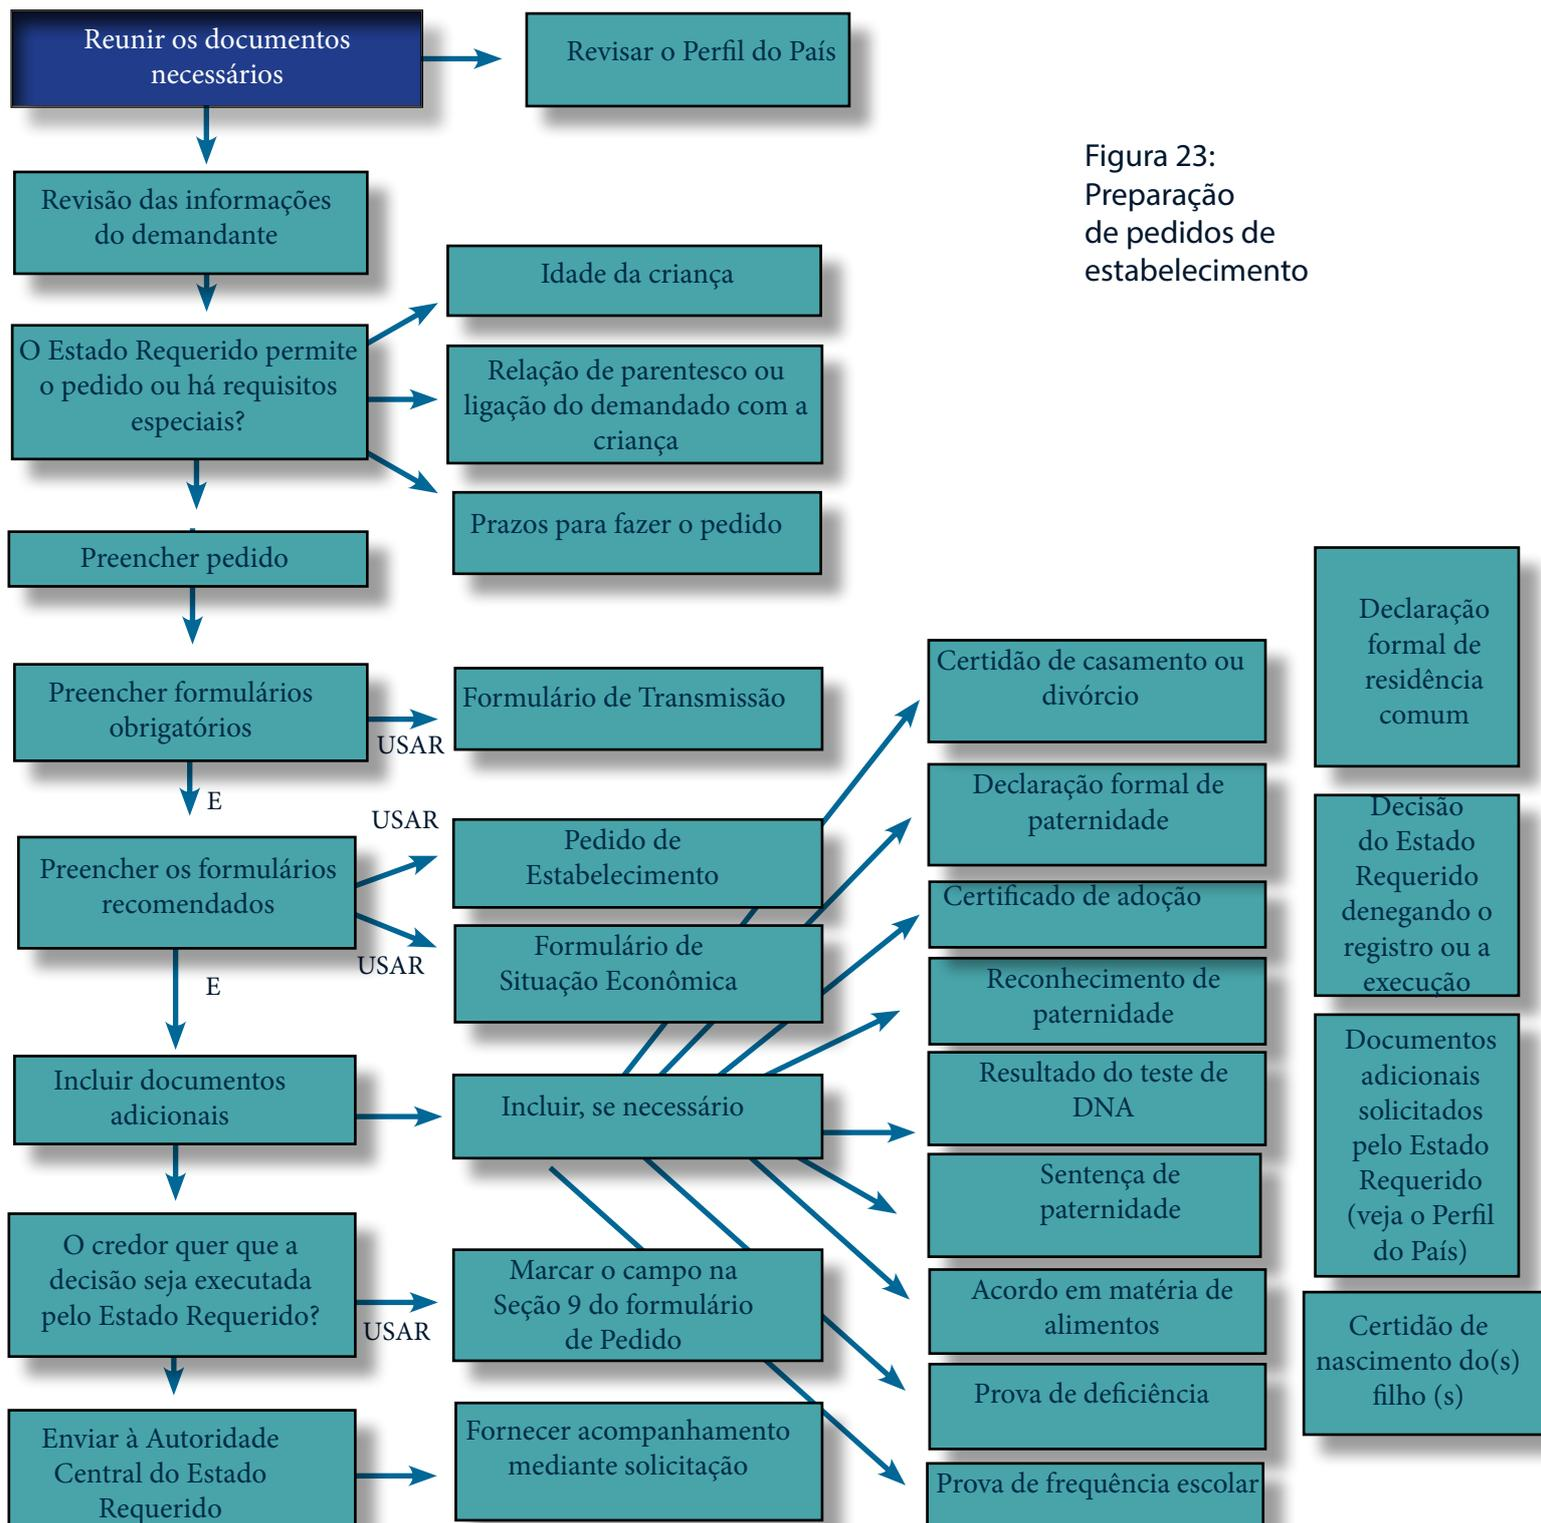 Reunir os documentos
necessários
Revisar o Perfil do País
Figura 23:
Preparação
de pedidos de
estabelecimento
Revisão das informações
do demandante
O Estado Requerido permite
o pedido ou há requisitos
especiais?
Idade da criança
Relação de parentesco ou
ligação do demandado com a
criança
Prazos para fazer o pedido
Preencher pedido
Preencher formulários
obrigatórios
USAR
Formulário de Transmissão
E
Preencher os formulários
recomendados
USAR
Pedido de
Estabelecimento
USAR
Formulário de
Situação Econômica
E
Incluir documentos
adicionais
Incluir, se necessário
O credor quer que a
decisão seja executada
pelo Estado Requerido?
USAR
Marcar o campo na
Seção 9 do formulário
de Pedido
Enviar à Autoridade
Central do Estado
Requerido
Fornecer acompanhamento
mediante solicitação
Certidão de casamento ou
divórcio
Declaração formal de
paternidade
Certificado de adoção
Reconhecimento de
paternidade
Resultado do teste de
DNA
Sentença de
paternidade
Acordo em matéria de
alimentos
Prova de deficiência
Prova de frequência escolar
Declaração
formal de
residência
comum
Decisão
do Estado
Requerido
denegando o
registro ou a
execução
Documentos
adicionais
solicitados
pelo Estado
Requerido
(veja o Perfil
do País)
Certidão de
nascimento do(s)
filho (s)